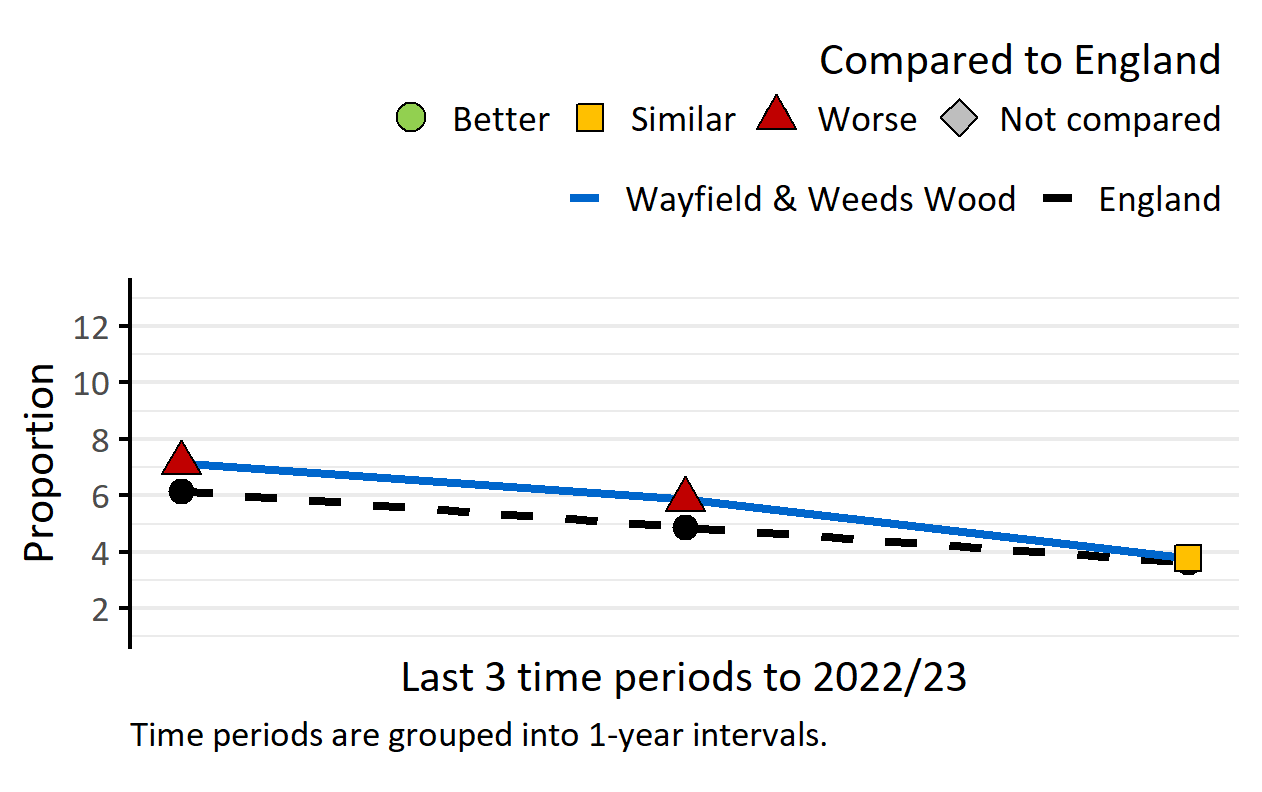 Compared to England
Better Similar Worse Not compared
Wayfield & Weeds Wood England
Proportion
12
10
8
6
4
2
Last 3 time periods to 2022/23
Time periods are grouped into 1-year intervals.